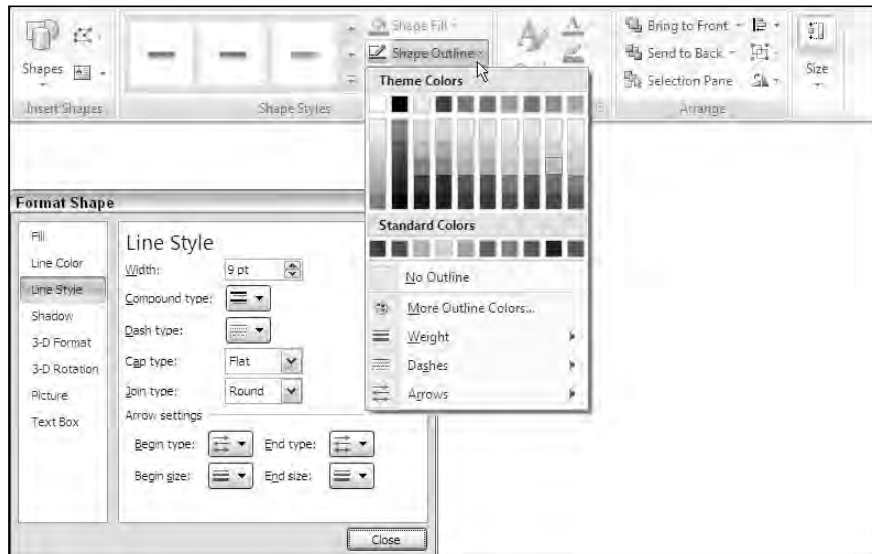 Shapes
Insert Shapes
Shape Styles
Shape Fill
Shape Outline
Bring to Front
Send to Back
Selection Pane
Arrange
Size
Theme Colors
Standard Colors
No Outline
More Outline Colors...
Weight
Dashes
Arrows
Format Shape
Fill
Line Color
Line Style
Shadow
3-D Format
3-D Rotation
Picture
Text Box
Line Style
Width: 9 pt
Compound type:
Dash type:
Cap type: Flat
Join type: Round
Arrow settings
Begin type: End type:
Begin size: End size:
Close